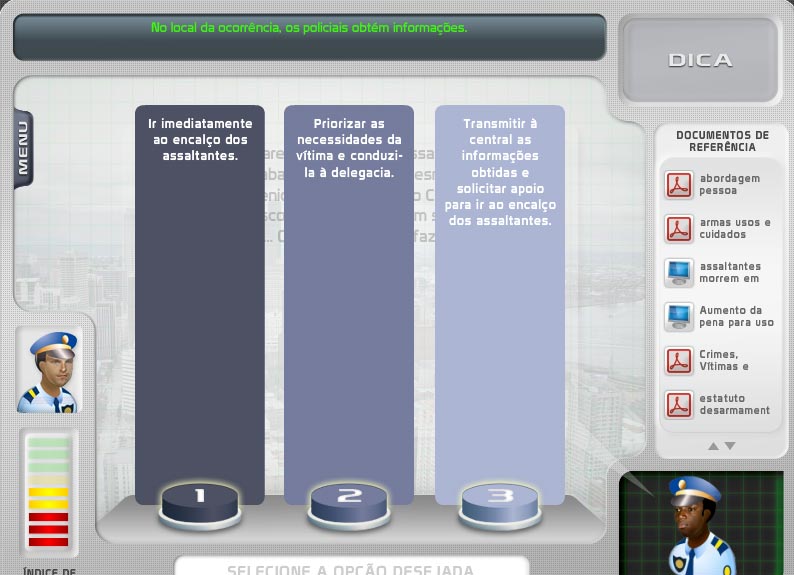 No local da ocorrência, os policiais obtém informações.
DICA
MENU
Ir imediatamente
ao encalço dos
assaltantes.
Priorizar as
necessidades da
vítima e conduzi-
la à delegacia.
Transmitir à
central as
informações
obtidas e
solicitar apoio
para ir ao encalço
dos assaltantes.
1
2
3
DOCUMENTOS DE
REFERÊNCIA
abordagem
pessoa
armas usos e
cuidados
assaltantes
morrem em
Aumento da
pena para uso
Crimes,
Vítimas e
estatuto
desarmament
ÍNDICE DE
SELECIONE A OPÇÃO DESEJADA